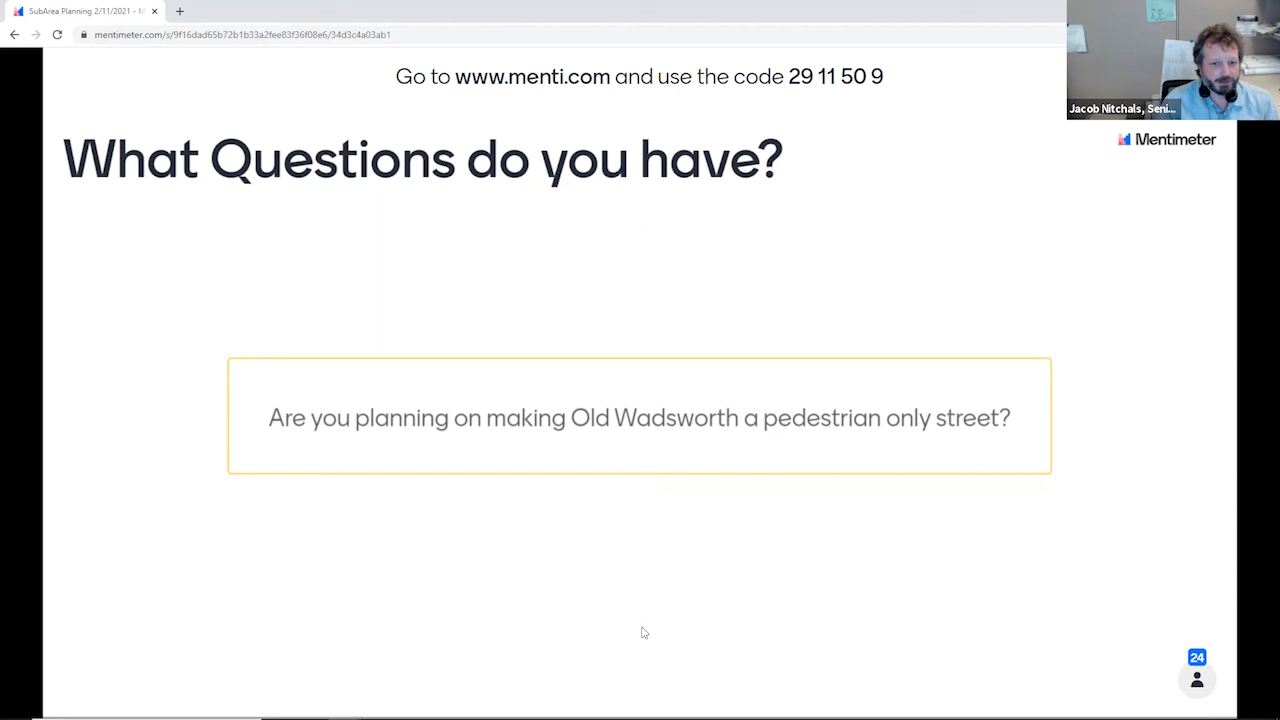 SubArea Planning 2/11/2021 - M
mentimeter.com/s/9f16dad65b72b1b33a2fee83f36f08e6/34d3c4a03ab1
Go to www.menti.com and use the code 29 11 50 9
Jacob Nitchals, Seni...
Mentimeter
What Questions do you have?
Are you planning on making Old Wadsworth a pedestrian only street?
24